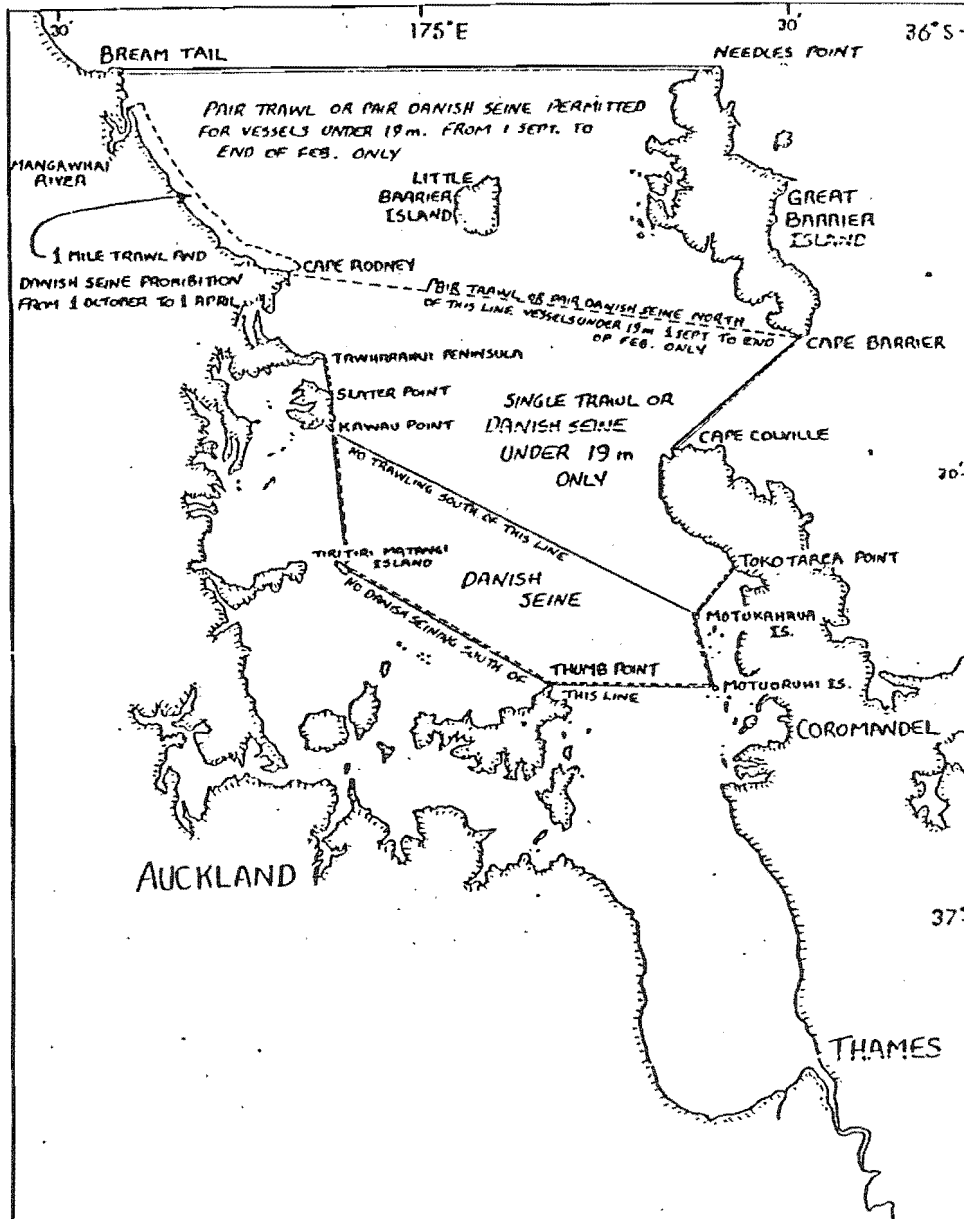 30'
175°E
30'
36°S
BREAM TAIL
NEEDLES POINT
PAIR TRAWL OR PAIR DANISH SEINE PERMITTED
FOR VESSELS UNDER 19m. FROM 1 SEPT. TO
END OF FEB. ONLY
MANGAWHAI
RIVER
LITTLE
BARRIER
ISLAND
GREAT
BARRIER
ISLAND
1 MILE TRAWL AND
DANISH SEINE PROHIBITION
FROM 1 OCTOBER TO 1 APRIL
CAPE RODNEY
PAIR TRAWL OR PAIR DANISH SEINE NORTH
OF THIS LINE VESSELS UNDER 19m 1 SEPT TO END
OF FEB. ONLY
CAPE BARRIER
TAWHARANUI PENINSULA
SLATER POINT
KAWAU POINT
SINGLE TRAWL OR
DANISH SEINE
UNDER 19m
ONLY
CAPE COLVILLE
30'
NO TRAWLING SOUTH OF THIS LINE
TIRITIRI MATANGI
ISLAND
DANISH
SEINE
TOKOTAREA POINT
NO DANISH SEINING SOUTH OF
THIS LINE
MOTUKAHAUA
IS.
THUMB POINT
MOTUORUHI IS.
COROMANDEL
AUCKLAND
37°
THAMES